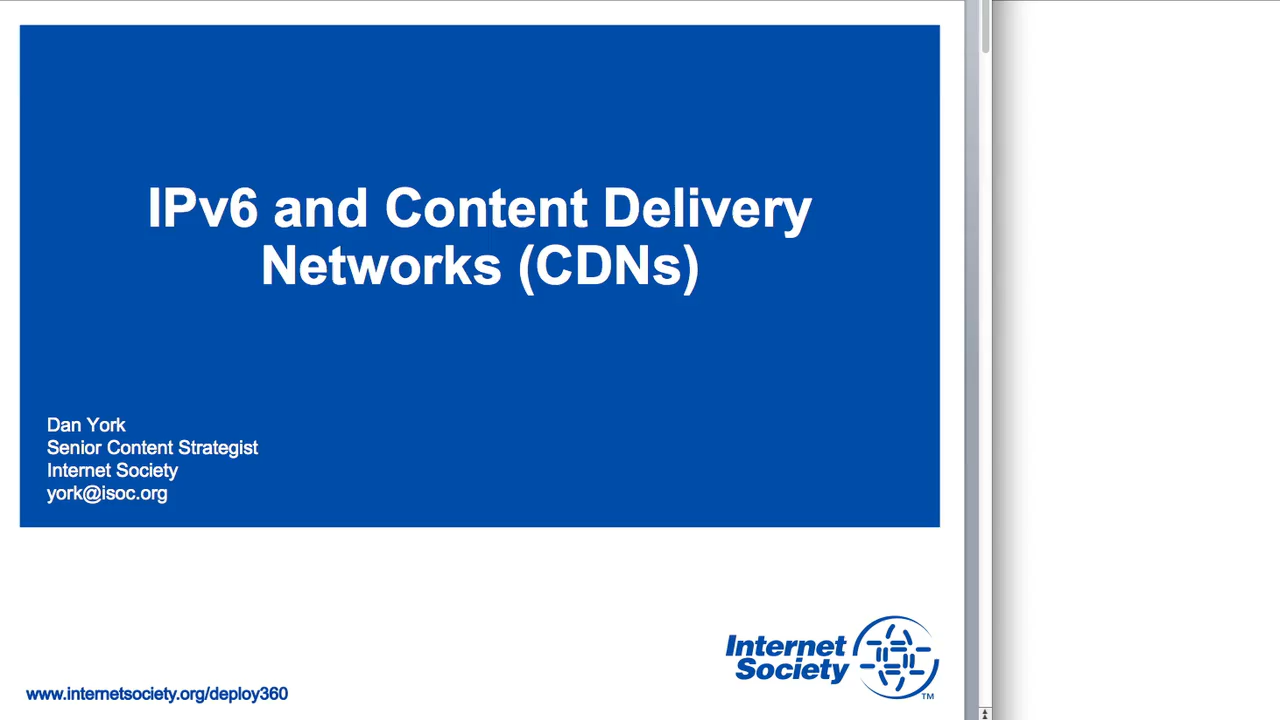 IPv6 and Content Delivery
Networks (CDNs)
Dan York
Senior Content Strategist
Internet Society
york@isoc.org
Internet
Society
TM
www.internetsociety.org/deploy360